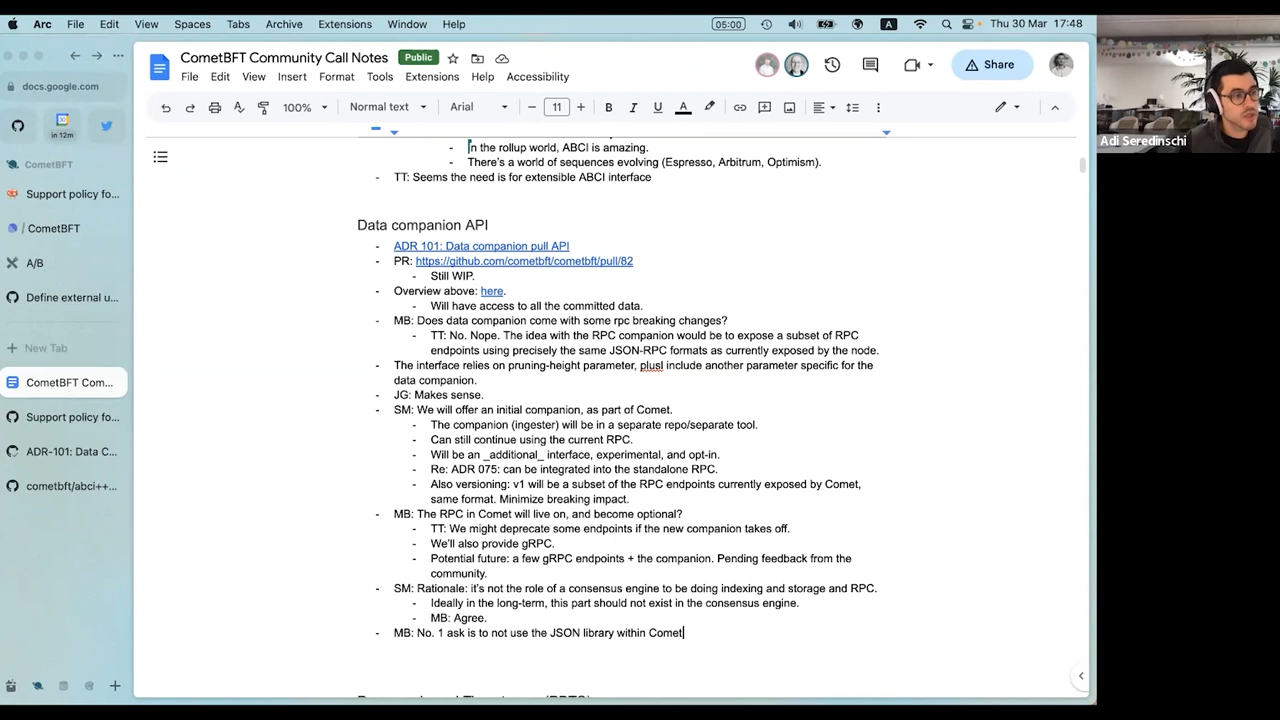 Arc File Edit View Spaces Tabs Archive Extensions Window Help 05:00 A Thu 30 Mar 17:48
docs.google.com
in 12m
CometBFT
Support policy fo...
/ CometBFT
A/B
Define external u...
New Tab
CometBFT Com...
Support policy fo...
ADR-101: Data C...
cometbft/abci++...
CometBFT Community Call Notes Public
File Edit View Insert Format Tools Extensions Help Accessibility
Share
100% Normal text Arial 11 B I U A
- In the rollup world, ABCI is amazing.
- There's a world of sequences evolving (Espresso, Arbitrum, Optimism).
- TT: Seems the need is for extensible ABCI interface
Data companion API
- ADR 101: Data companion pull API
- PR: https://github.com/cometbft/cometbft/pull/82
- Still WIP.
- Overview above: here.
- Will have access to all the committed data.
- MB: Does data companion come with some rpc breaking changes?
- TT: No. Nope. The idea with the RPC companion would be to expose a subset of RPC
endpoints using precisely the same JSON-RPC formats as currently exposed by the node.
- The interface relies on pruning-height parameter, plusl include another parameter specific for the
data companion.
- JG: Makes sense.
- SM: We will offer an initial companion, as part of Comet.
- The companion (ingester) will be in a separate repo/separate tool.
- Can still continue using the current RPC.
- Will be an _additional_ interface, experimental, and opt-in.
- Re: ADR 075: can be integrated into the standalone RPC.
- Also versioning: v1 will be a subset of the RPC endpoints currently exposed by Comet,
same format. Minimize breaking impact.
- MB: The RPC in Comet will live on, and become optional?
- TT: We might deprecate some endpoints if the new companion takes off.
- We'll also provide gRPC.
- Potential future: a few gRPC endpoints + the companion. Pending feedback from the
community.
- SM: Rationale: it's not the role of a consensus engine to be doing indexing and storage and RPC.
- Ideally in the long-term, this part should not exist in the consensus engine.
- MB: Agree.
- MB: No. 1 ask is to not use the JSON library within Comet
Adi Seredinschi